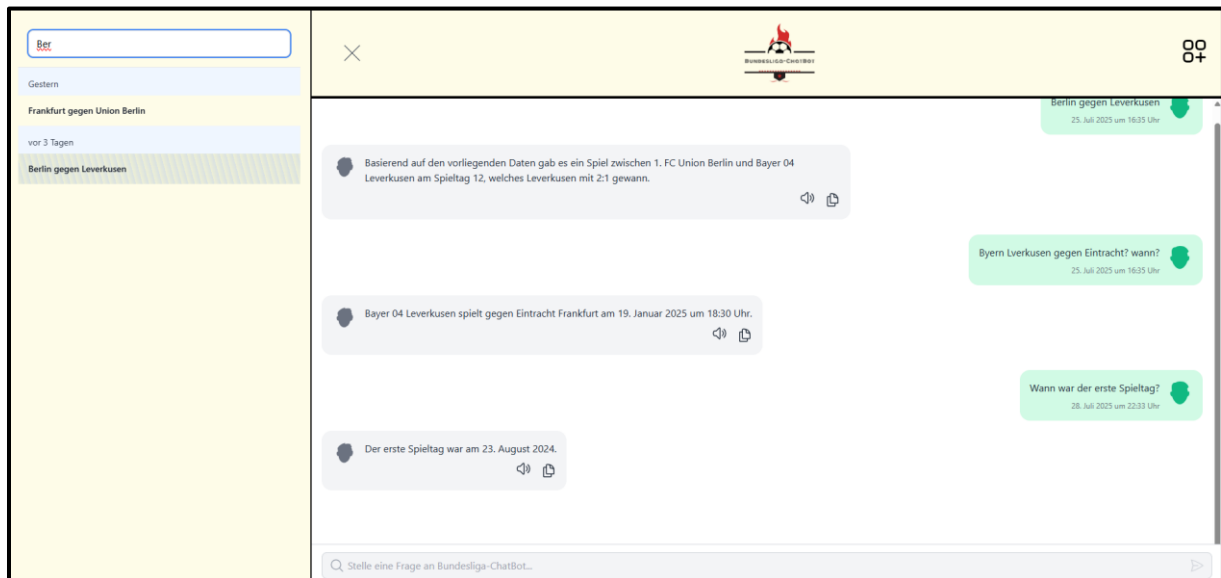 Ber
Gestern
Frankfurt gegen Union Berlin
vor 3 Tagen
Berlin gegen Leverkusen
BUNDESLIGA-CHATBOT
Berlin gegen Leverkusen
25. Juli 2025 um 16:35 Uhr
Basierend auf den vorliegenden Daten gab es ein Spiel zwischen 1. FC Union Berlin und Bayer 04
Leverkusen am Spieltag 12, welches Leverkusen mit 2:1 gewann.
Byern Lverkusen gegen Eintracht? wann?
25. Juli 2025 um 16:35 Uhr
Bayer 04 Leverkusen spielt gegen Eintracht Frankfurt am 19. Januar 2025 um 18:30 Uhr.
Wann war der erste Spieltag?
28. Juli 2025 um 22:33 Uhr
Der erste Spieltag war am 23. August 2024.
Stelle eine Frage an Bundesliga-ChatBot...